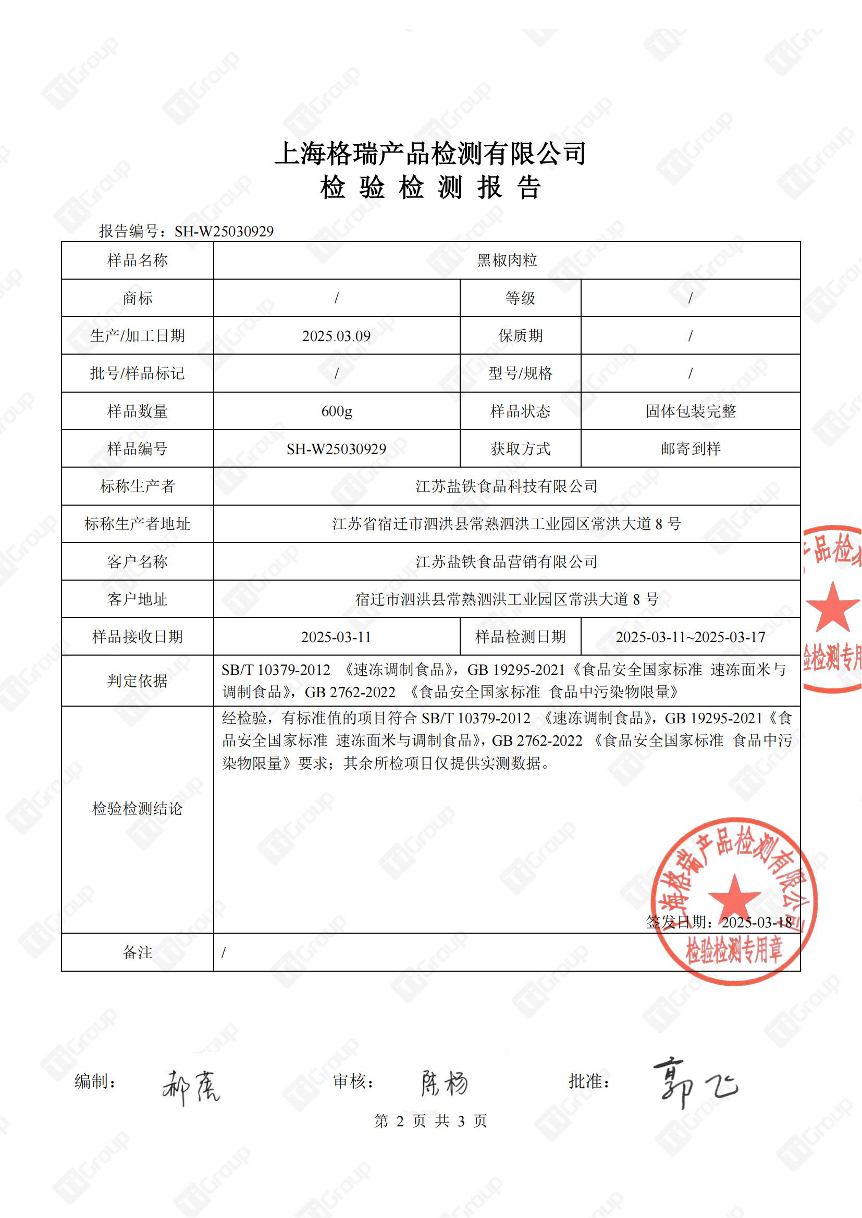 上海格瑞产品检测有限公司
检 验 检 测 报 告
报告编号：SH-W25030929
样品名称 黑椒肉粒
商标 / 等级 /
生产/加工日期 2025.03.09 保质期 /
批号/样品标记 / 型号/规格 /
样品数量 600g 样品状态 固体包装完整
样品编号 SH-W25030929 获取方式 邮寄到样
标称生产者 江苏盐铁食品科技有限公司
标称生产者地址 江苏省宿迁市泗洪县常熟泗洪工业园区常洪大道 8 号
客户名称 江苏盐铁食品营销有限公司
客户地址 宿迁市泗洪县常熟泗洪工业园区常洪大道 8 号
样品接收日期 2025-03-11 样品检测日期 2025-03-11~2025-03-17
判定依据
SB/T 10379-2012 《速冻调制食品》，GB 19295-2021《食品安全国家标准 速冻面米与
调制食品》，GB 2762-2022 《食品安全国家标准 食品中污染物限量》
检验检测结论
经检验，有标准值的项目符合 SB/T 10379-2012 《速冻调制食品》，GB 19295-2021《食
品安全国家标准 速冻面米与调制食品》，GB 2762-2022 《食品安全国家标准 食品中污
染物限量》要求；其余所检项目仅提供实测数据。
签发日期：2025-03-18
上海格瑞产品检测有限公司
检验检测专用章
产品检测
验检测专用
备注 /
编制： 郝 审核： 陈杨 批准： 郭飞
第 2 页 共 3 页
TiGroup